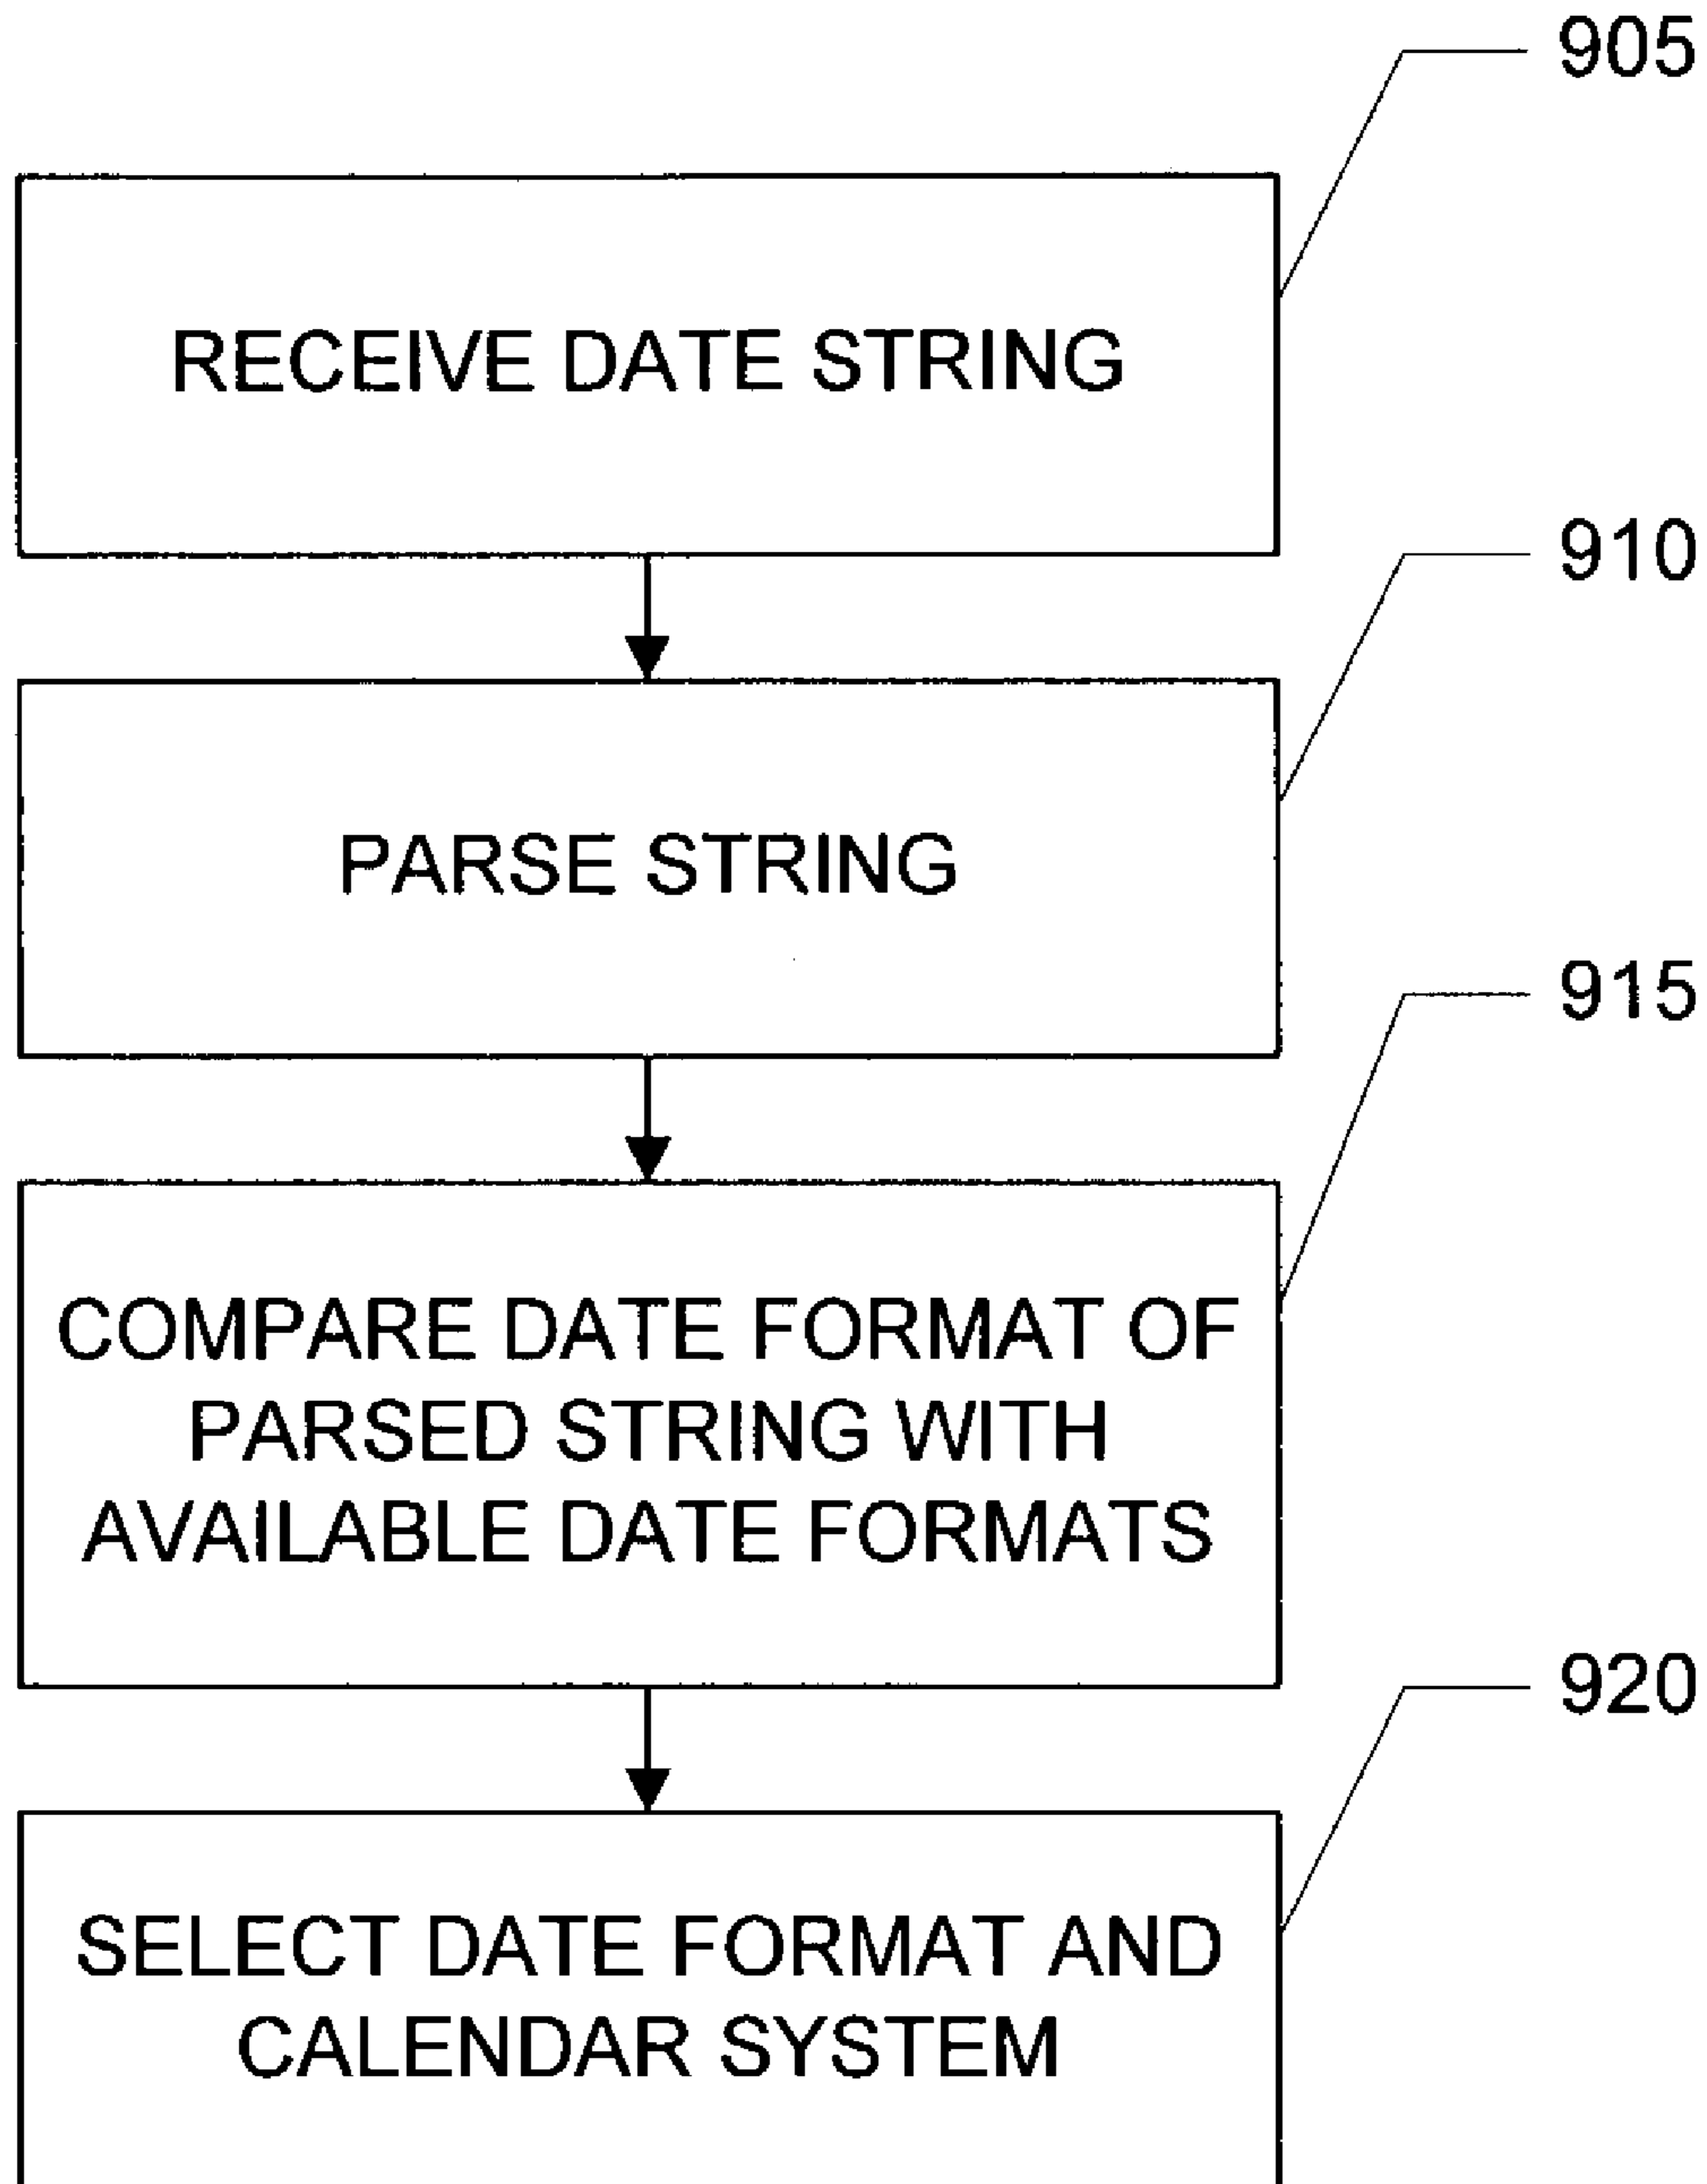 905
RECEIVE DATE STRING
910
PARSE STRING
915
COMPARE DATE FORMAT OF
PARSED STRING WITH
AVAILABLE DATE FORMATS
920
SELECT DATE FORMAT AND
CALENDAR SYSTEM